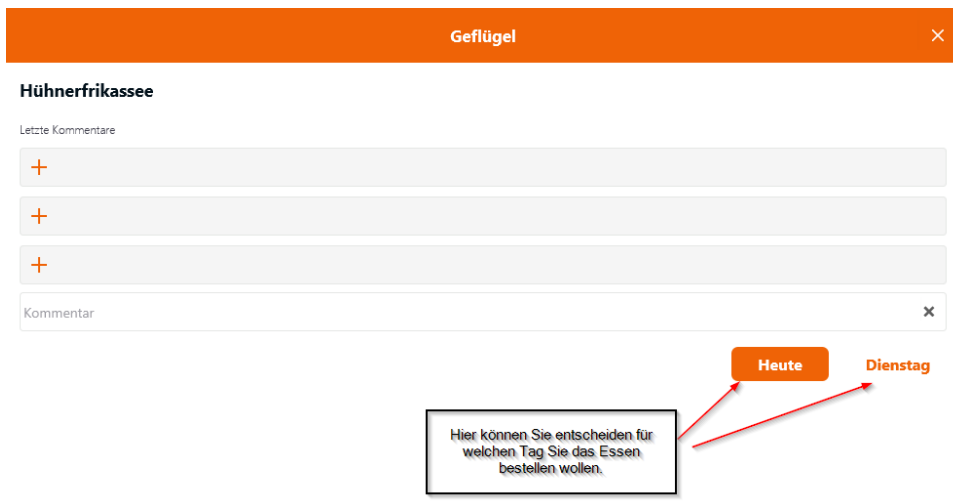 Geflügel
Hühnerfrikassee
Letzte Kommentare
Kommentar
Heute
Dienstag
Hier können Sie entscheiden für
welchen Tag Sie das Essen
bestellen wollen.